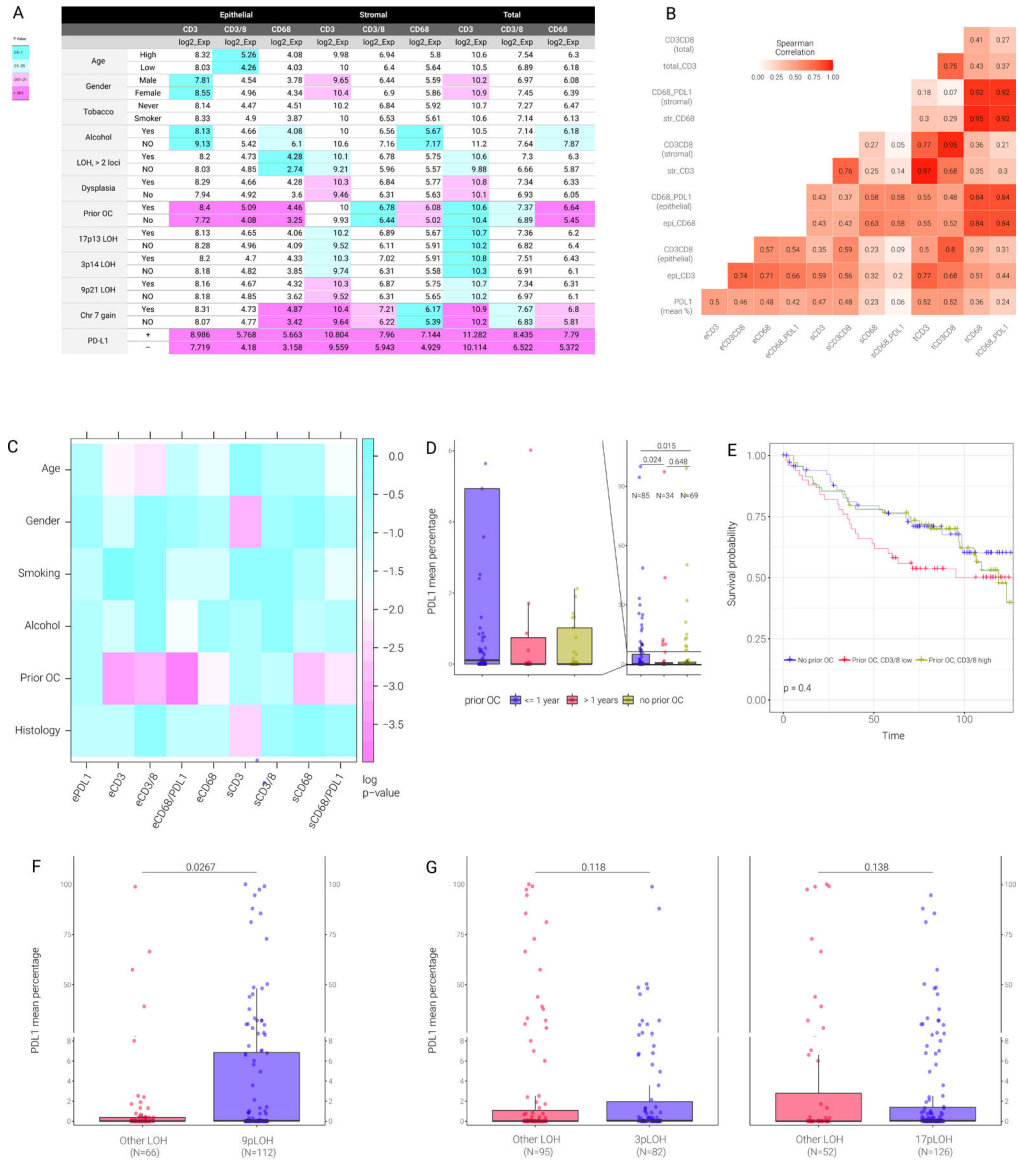 A
P Value
Epithelial Stromal Total
CD3 CD3/8 CD68 CD3 CD3/8 CD68 CD3 CD3/8 CD68
log2_Exp log2_Exp log2_Exp log2_Exp log2_Exp log2_Exp log2_Exp log2_Exp log2_Exp
Age High 8.32 5.26 4.08 9.98 6.94 5.8 10.6 7.54 6.3
Low 8.03 4.26 4.03 10 6.4 5.64 10.5 6.89 6.18
Gender Male 7.81 4.54 3.78 9.65 6.44 5.59 10.2 6.97 6.08
Female 8.55 4.96 4.34 10.4 6.9 5.86 10.9 7.45 6.39
Tobacco Never 8.14 4.47 4.51 10.2 6.84 5.92 10.7 7.27 6.47
Smoker 8.33 4.9 3.87 10 6.53 5.61 10.6 7.14 6.13
Alcohol Yes 8.13 4.66 4.08 10 6.56 5.67 10.5 7.14 6.18
NO 9.13 5.42 6.1 10.6 7.16 7.17 11.2 7.64 7.87
LOH, > 2 loci Yes 8.2 4.73 4.28 10.1 6.78 5.75 10.6 7.3 6.3
NO 8.03 4.85 2.74 9.21 5.96 5.57 9.88 6.66 5.87
Dysplasia Yes 8.29 4.66 4.28 10.3 6.84 5.77 10.8 7.34 6.33
No 7.94 4.92 3.6 9.46 6.31 5.63 10.1 6.93 6.05
Prior OC Yes 8.4 5.09 4.46 10 6.78 6.08 10.6 7.37 6.64
No 7.72 4.08 3.25 9.93 6.44 5.02 10.4 6.89 5.45
17p13 LOH Yes 8.13 4.65 4.06 10.2 6.89 5.67 10.7 7.36 6.2
NO 8.28 4.96 4.09 9.52 6.11 5.91 10.2 6.82 6.4
3p14 LOH Yes 8.2 4.7 4.33 10.3 7.02 5.91 10.8 7.51 6.43
NO 8.18 4.82 3.85 9.74 6.31 5.58 10.3 6.91 6.1
9p21 LOH Yes 8.16 4.67 4.32 10.3 6.87 5.75 10.7 7.34 6.31
NO 8.18 4.85 3.62 9.52 6.31 5.65 10.2 6.97 6.1
Chr 7 gain Yes 8.31 4.73 4.87 10.4 7.21 6.17 10.9 7.67 6.8
NO 8.07 4.77 3.42 9.64 6.22 5.39 10.2 6.83 5.81
PD-L1 + 8.986 5.768 5.663 10.804 7.96 7.144 11.282 8.435 7.79
− 7.719 4.18 3.158 9.559 5.943 4.929 10.114 6.522 5.372
B
Spearman
Correlation
0.00 0.25 0.50 0.75 1.00
CD3CD8
(total) 0.41 0.27
total_CD3 0.75 0.43 0.37
CD68_PDL1
(stromal) 0.18 0.07 0.92 0.92
str_CD68 0.3 0.29 0.95 0.92
CD3CD8
(stromal) 0.27 0.05 0.77 0.95 0.36 0.21
str_CD3 0.76 0.25 0.14 0.97 0.68 0.35 0.3
CD68_PDL1
(epithelial) 0.43 0.47 0.58 0.58 0.55 0.48 0.84 0.84
epi_CD68 0.43 0.42 0.63 0.58 0.55 0.52 0.84 0.84
CD3CD8
(epithelial) 0.57 0.54 0.35 0.59 0.23 0.09 0.5 0.8 0.41 0.29
epi_CD3 0.74 0.71 0.66 0.59 0.56 0.32 0.2 0.77 0.68 0.51 0.44
PDL1
(mean %) 0.5 0.46 0.48 0.42 0.47 0.48 0.23 0.06 0.52 0.52 0.36 0.24
eCD3 eCD3CD8 eCD68 eCD68_PDL1 sCD3 sCD3CD8 sCD68 sCD68_PDL1 tCD3 tCD3CD8 tCD68 tCD68_PDL1
C
Age
Gender
Smoking
Alcohol
Prior OC
Histology
ePDL1 eCD3 eCD3/8 eCD68/PDL1 eCD68 sCD3 sCD3/8 sCD68 sCD68/PDL1
0.0
−0.5
−1.0
−1.5
−2.0
−2.5
−3.0
−3.5
log
p-value
D
PDL1 mean percentage
6
4
2
0
0.015
0.024 0.648
N=85 N=34 N=69
90
60
30
0
prior OC <= 1 year > 1 years no prior OC
E
Survival probability
1.00
0.75
0.50
0.25
0.00
No prior OC Prior OC, CD3/8 low Prior OC, CD3/8 high
p = 0.4
0 50 100
Time
F
0.0267
PDL1 mean percentage
100 100
75
50 50
25
8 8
6 6
4 4
2 2
0 0
Other LOH 9pLOH
(N=66) (N=112)
G
0.118 0.138
PDL1 mean percentage
100 100
75
50 50
25
8 8
6 6
4 4
2 2
0 0
Other LOH 3pLOH Other LOH 17pLOH
(N=95) (N=82) (N=52) (N=126)